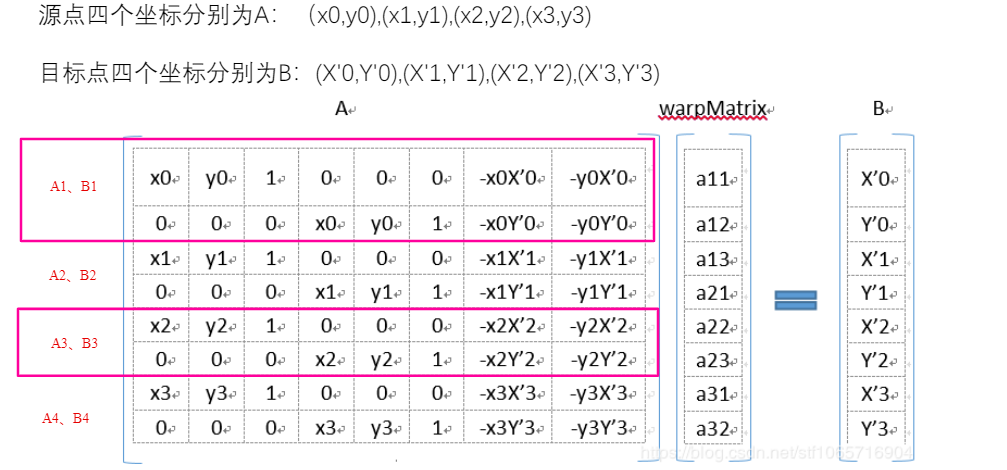 源点四个坐标分别为A： （x0,y0),(x1,y1),(x2,y2),(x3,y3)
目标点四个坐标分别为B：(X'0,Y'0),(X'1,Y'1),(X'2,Y'2),(X'3,Y'3)
A warpMatrix B
A1、B1
x0 y0 1 0 0 0 -x0X’0 -y0X’0 a11 X’0
0 0 0 x0 y0 1 -x0Y’0 -y0Y’0 a12 Y’0
A2、B2
x1 y1 1 0 0 0 -x1X’1 -y1X’1 a13 X’1
0 0 0 x1 y1 1 -x1Y’1 -y1Y’1 a21 Y’1
A3、B3
x2 y2 1 0 0 0 -x2X’2 -y2X’2 a22 X’2
0 0 0 x2 y2 1 -x2Y’2 -y2Y’2 a23 Y’2
A4、B4
x3 y3 1 0 0 0 -x3X’3 -y3X’3 a31 X’3
0 0 0 x3 y3 1 -x3Y’3 -y3Y’3 a32 Y’3
https://blog.csdn.net/stf1065716904